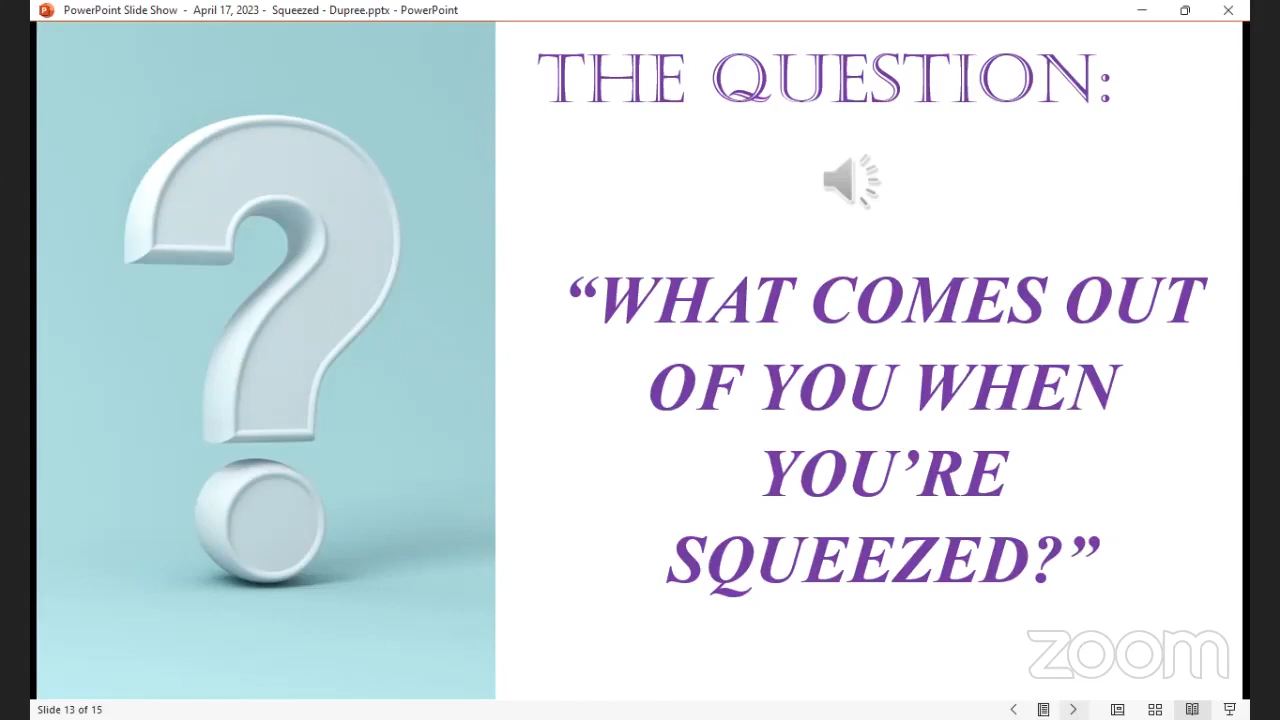 PowerPoint Slide Show - April 17, 2023 - Squeezed - Dupree.pptx - PowerPoint
THE QUESTION:
“WHAT COMES OUT
OF YOU WHEN
YOU’RE
SQUEEZED?”
zoom
Slide 13 of 15